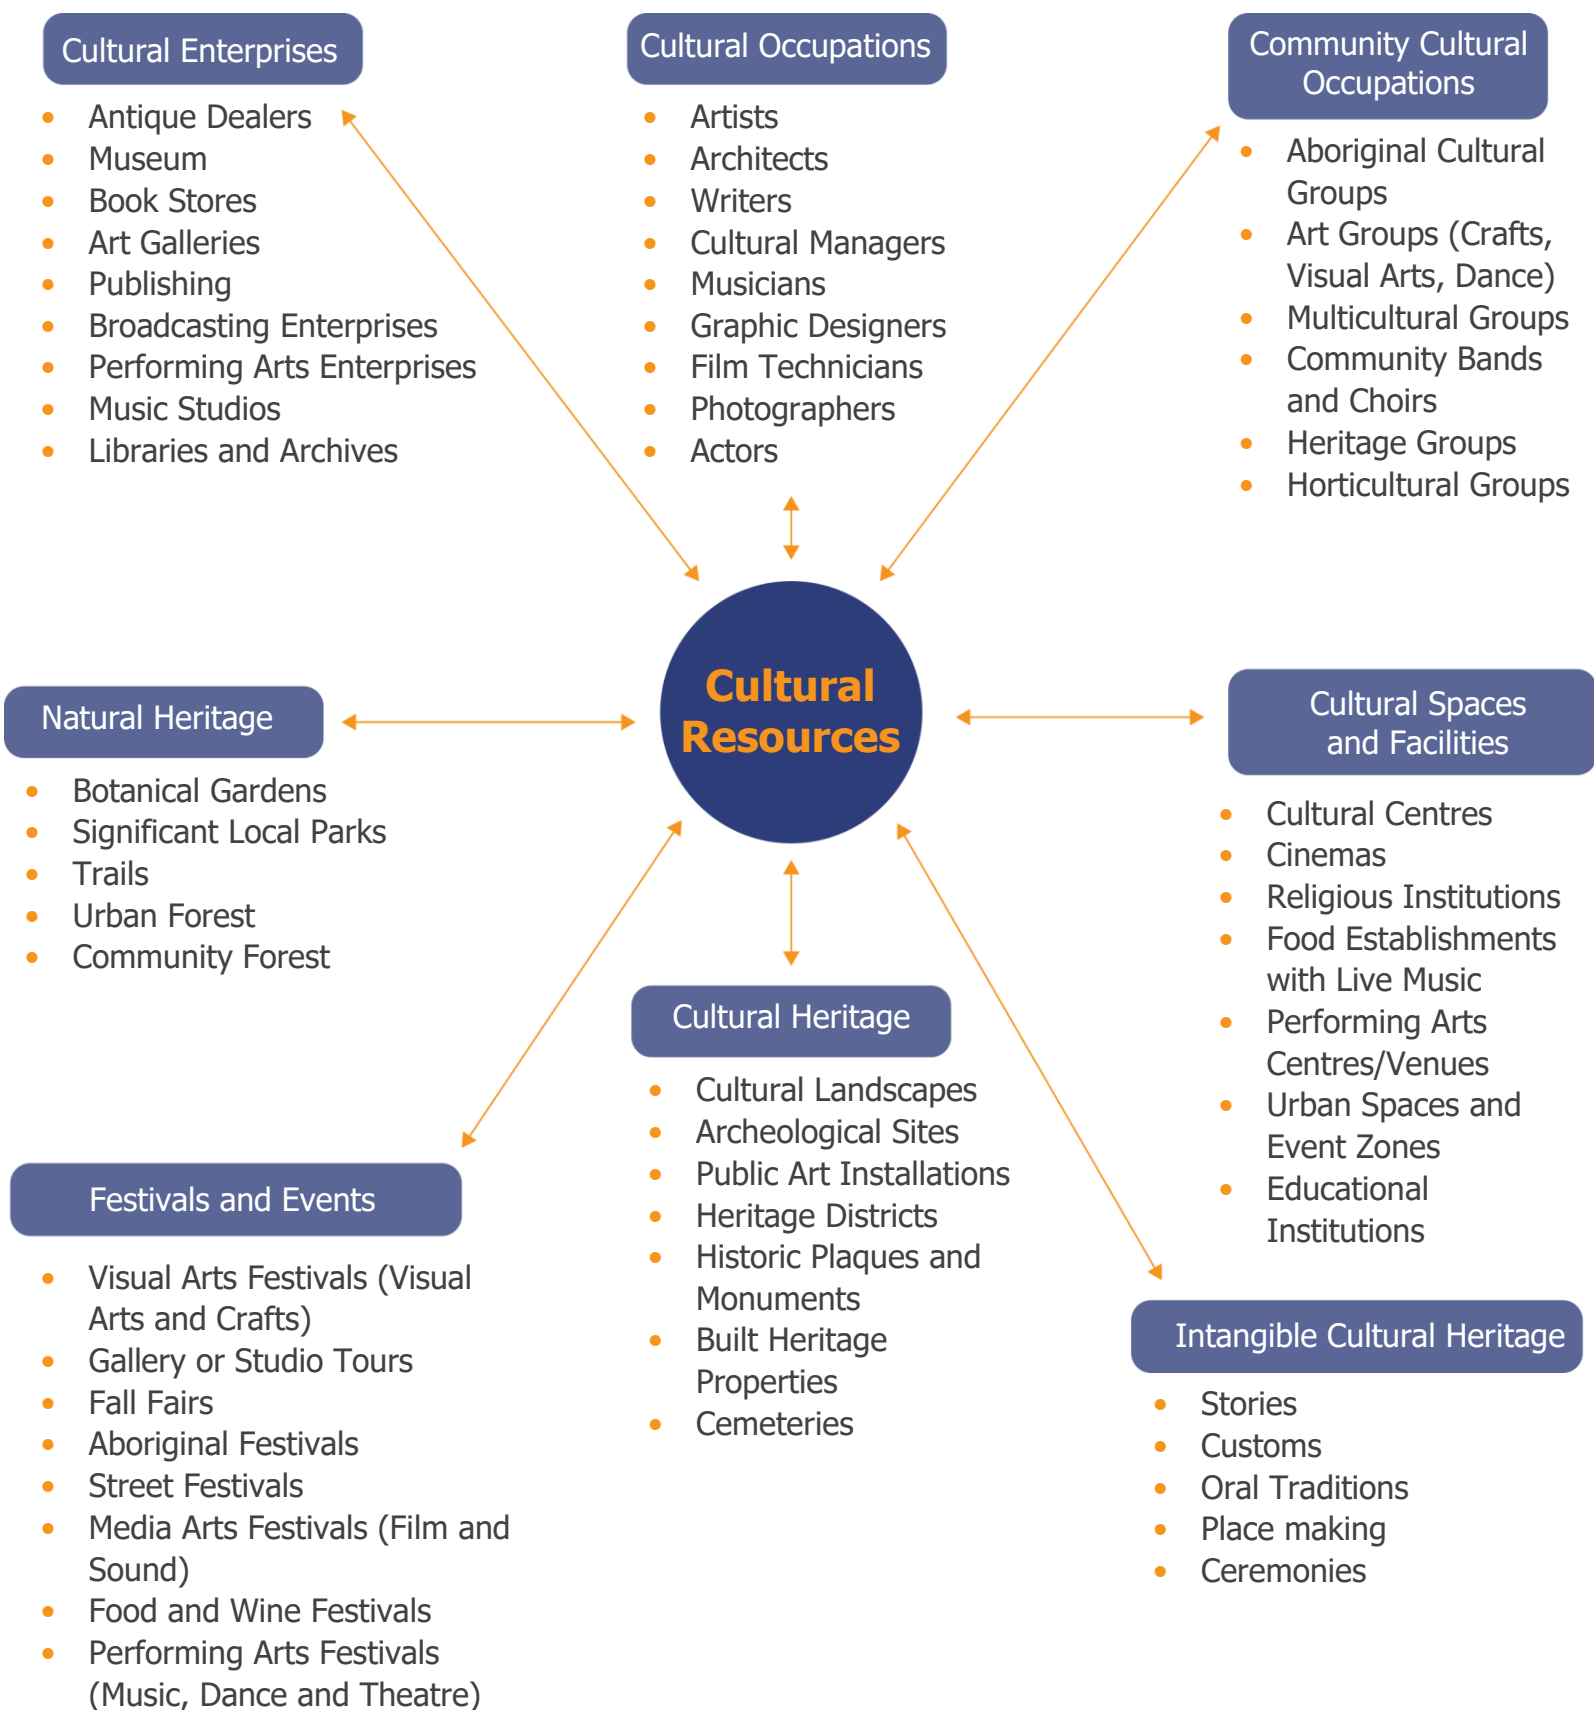 Cultural Enterprises
• Antique Dealers
• Museum
• Book Stores
• Art Galleries
• Publishing
• Broadcasting Enterprises
• Performing Arts Enterprises
• Music Studios
• Libraries and Archives
Cultural Occupations
• Artists
• Architects
• Writers
• Cultural Managers
• Musicians
• Graphic Designers
• Film Technicians
• Photographers
• Actors
Community Cultural
Occupations
• Aboriginal Cultural
Groups
• Art Groups (Crafts,
Visual Arts, Dance)
• Multicultural Groups
• Community Bands
and Choirs
• Heritage Groups
• Horticultural Groups
Cultural
Resources
Natural Heritage
• Botanical Gardens
• Significant Local Parks
• Trails
• Urban Forest
• Community Forest
Cultural Spaces
and Facilities
• Cultural Centres
• Cinemas
• Religious Institutions
• Food Establishments
with Live Music
• Performing Arts
Centres/Venues
• Urban Spaces and
Event Zones
• Educational
Institutions
Festivals and Events
• Visual Arts Festivals (Visual
Arts and Crafts)
• Gallery or Studio Tours
• Fall Fairs
• Aboriginal Festivals
• Street Festivals
• Media Arts Festivals (Film and
Sound)
• Food and Wine Festivals
• Performing Arts Festivals
(Music, Dance and Theatre)
Cultural Heritage
• Cultural Landscapes
• Archeological Sites
• Public Art Installations
• Heritage Districts
• Historic Plaques and
Monuments
• Built Heritage
Properties
• Cemeteries
Intangible Cultural Heritage
• Stories
• Customs
• Oral Traditions
• Place making
• Ceremonies